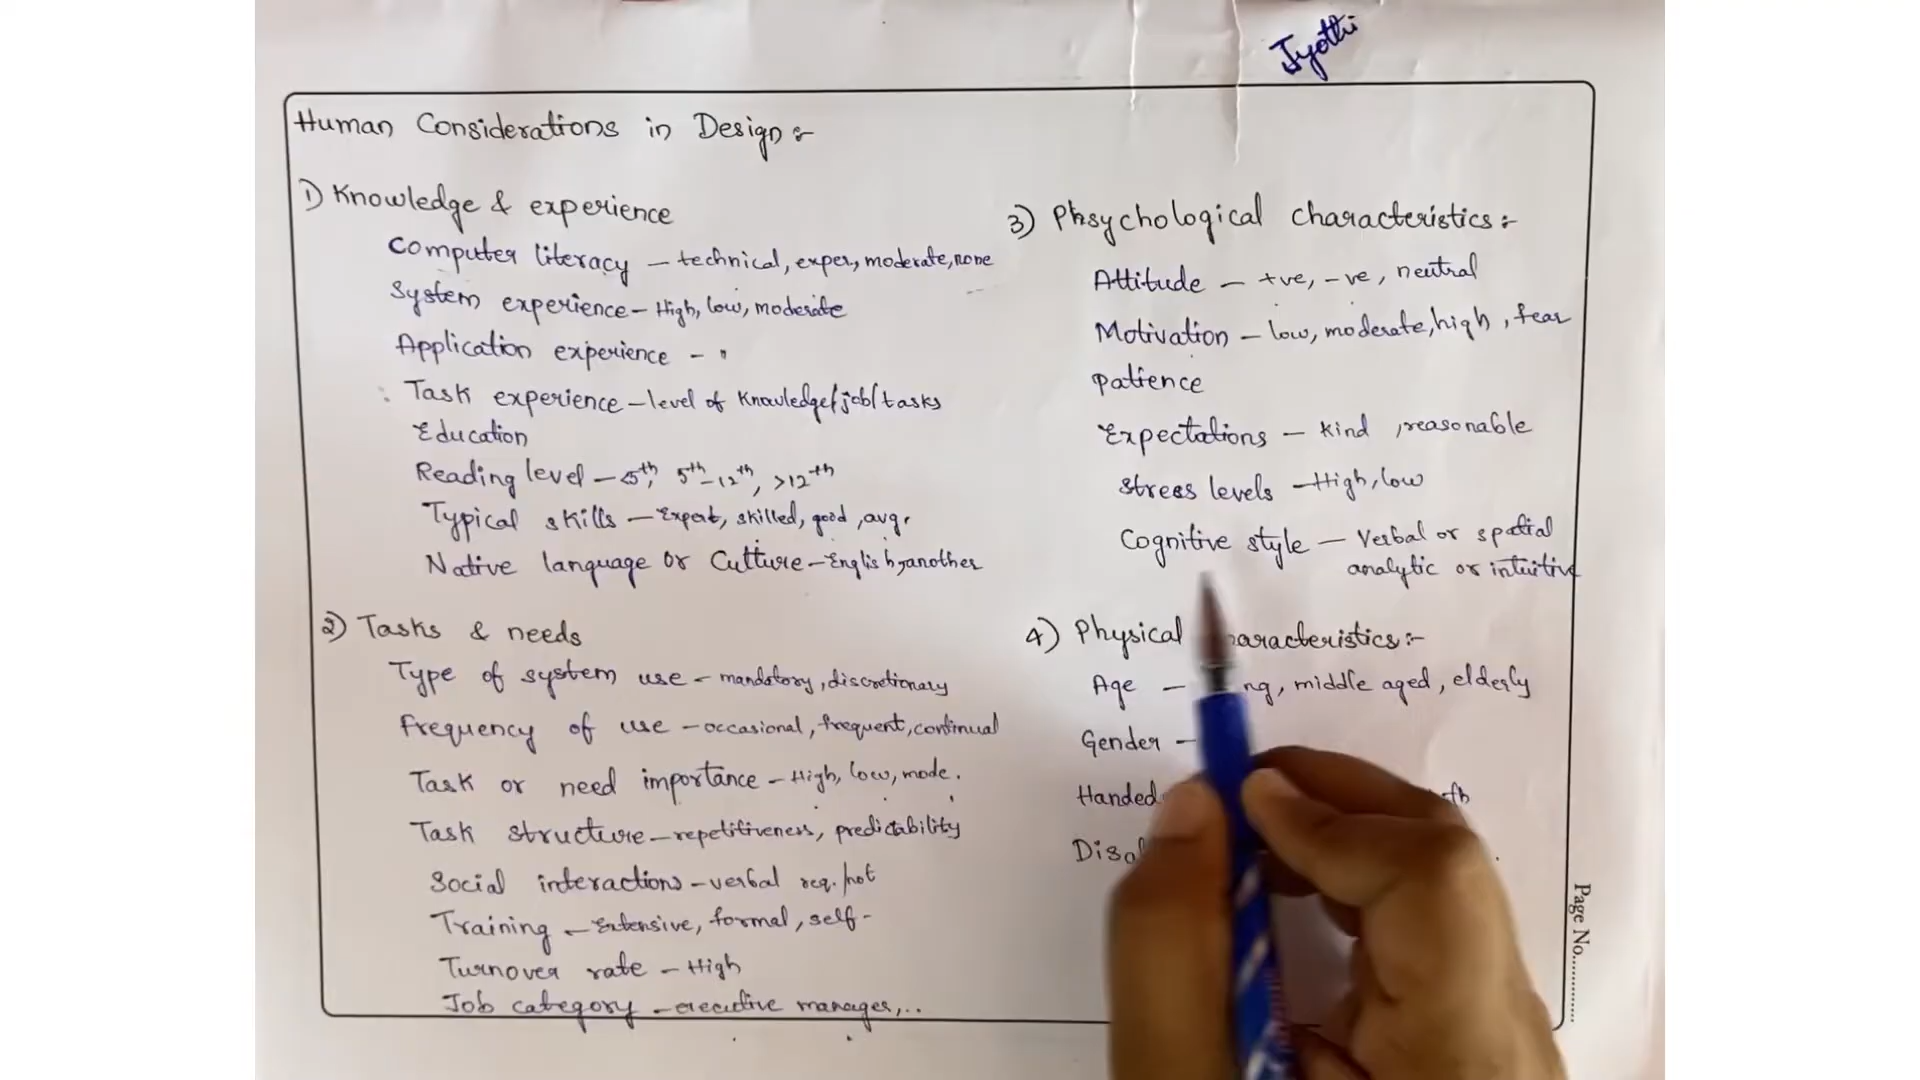 Jyothi
Human Considerations in Design :-
1) Knowledge & experience
Computer literacy - technical, exper, moderate, none
System experience - High, low, moderate
Application experience - "
Task experience - level of knowledge/job/tasks
Education
Reading level - <5th, 5th-12th, >12th
Typical skills - Expert, skilled, good, avg.
Native language or Culture - English, another
2) Tasks & needs
Type of system use - mandatory, discretionary
Frequency of use - occasional, frequent, continual
Task or need importance - High, low, mode.
Task structure - repetitiveness, predictability
Social interactions - verbal req./not
Training - Extensive, formal, self-
Turnover rate - High
Job category - executive manager,..
3) Phsychological characteristics :-
Attitude - +ve, -ve, neutral
Motivation - low, moderate, high, fear
patience
Expectations - kind, reasonable
stress levels - High, low
Cognitive style - Verbal or spatial
analytic or intuitive
4) Physical
Age - middle aged, elderly
Gender -
Page No.............